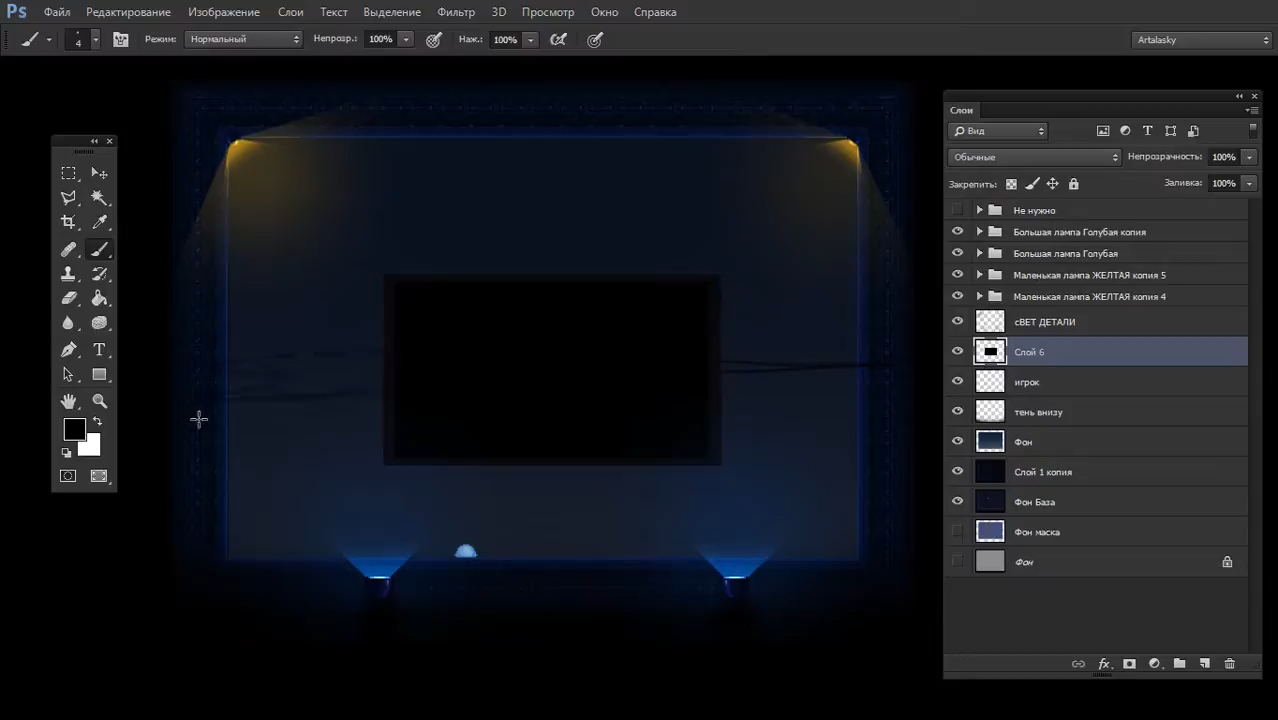 Ps Файл Редактирование Изображение Слои Текст Выделение Фильтр 3D Просмотр Окно Справка
4 Режим: Нормальный Непрозр.: 100% Наж.: 100% Artalasky
Слои
Вид T
Обычные Непрозрачность: 100%
Закрепить: Заливка: 100%
Не нужно
Большая лампа Голубая копия
Большая лампа Голубая
Маленькая лампа ЖЕЛТАЯ копия 5
Маленькая лампа ЖЕЛТАЯ копия 4
сВЕТ ДЕТАЛИ
Слой 6
игрок
тень внизу
Фон
Слой 1 копия
Фон База
Фон маска
Фон
T
fx